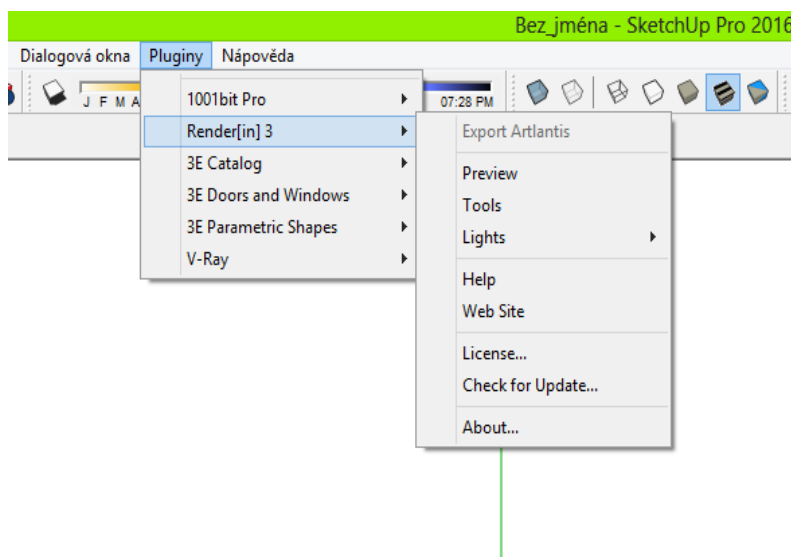 Bez_jména - SketchUp Pro 2016
Dialogová okna Pluginy Nápověda
J F M A
07:28 PM
1001bit Pro
Render[in] 3
3E Catalog
3E Doors and Windows
3E Parametric Shapes
V-Ray
Export Artlantis
Preview
Tools
Lights
Help
Web Site
License...
Check for Update...
About...